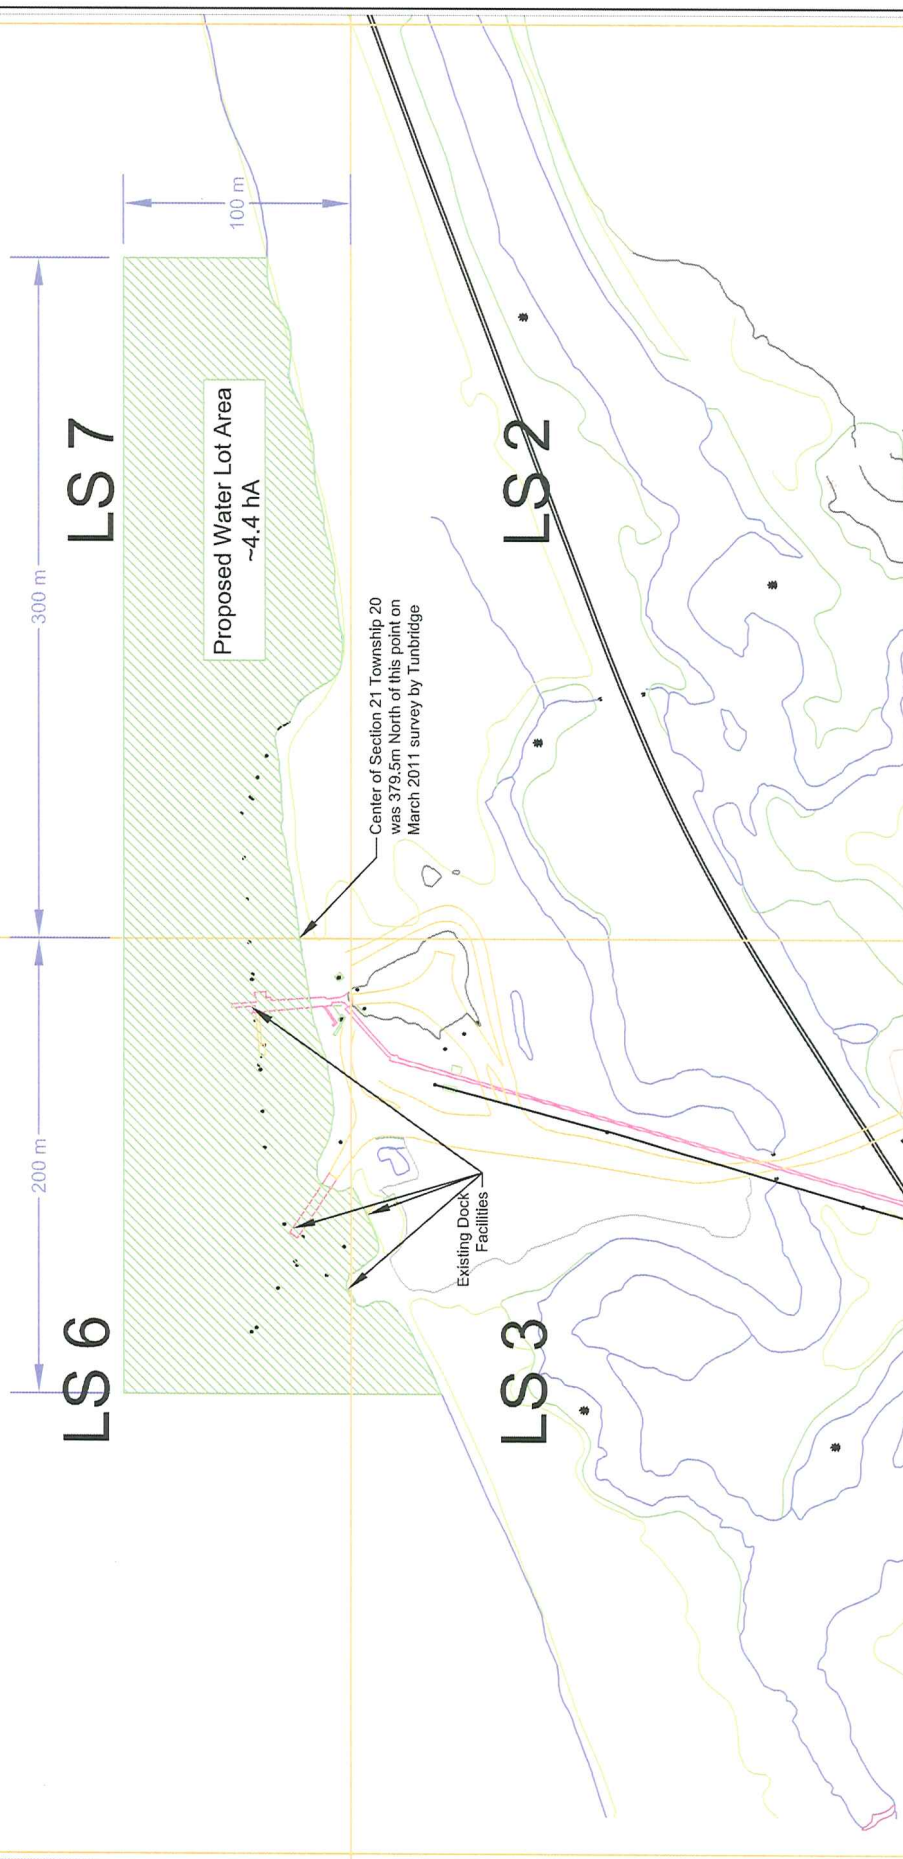 LS 6
LS 7
200 m
300 m
100 m
Proposed Water Lot Area
~4.4 hA
Center of Section 21 Township 20
was 379.5m North of this point on
March 2011 survey by Tunbridge
Existing Dock
Facilities
LS 3
LS 2